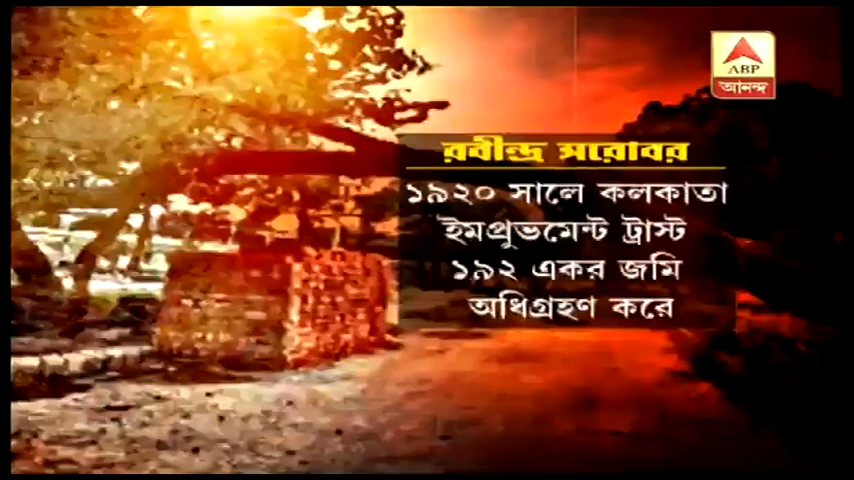 ABP
আনন্দ
রবীন্দ্র সরোবর
১৯২০ সালে কলকাতা
ইমপ্রুভমেন্ট ট্রাস্ট
১৯২ একর জমি
অধিগ্রহণ করে